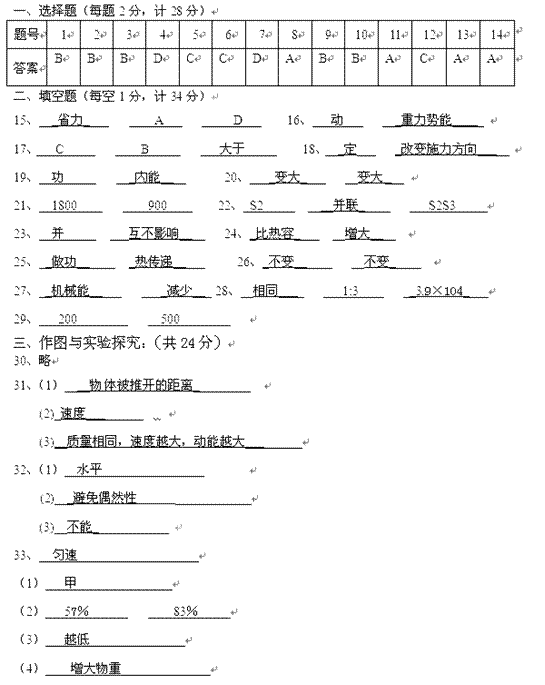 一、选择题（每题2分，计28分）
题号 1 2 3 4 5 6 7 8 9 10 11 12 13 14
答案 B B B D C C D A B B A C A A
二、填空题（每空1分，计34分）
15、 省力 A D 16、 动 重力势能
17、 C B 大于 18、 定 改变施力方向
19、 功 内能 20、 变大 变大
21、 1800 900 22、 S2 并联 S2S3
23、 并 互不影响 24、 比热容 增大
25、 做功 热传递 26、 不变 不变
27、 机械能 减少 28、 相同 1:3 3.9×104
29、 200 500
三、作图与实验探究：（共24分）
30、略
31、（1） 物体被推开的距离
(2) 速度
(3) 质量相同，速度越大，动能越大
32、（1） 水平
(2) 避免偶然性
(3) 不能
33、 匀速
（1） 甲
（2） 57% 83%
（3） 越低
（4） 增大物重